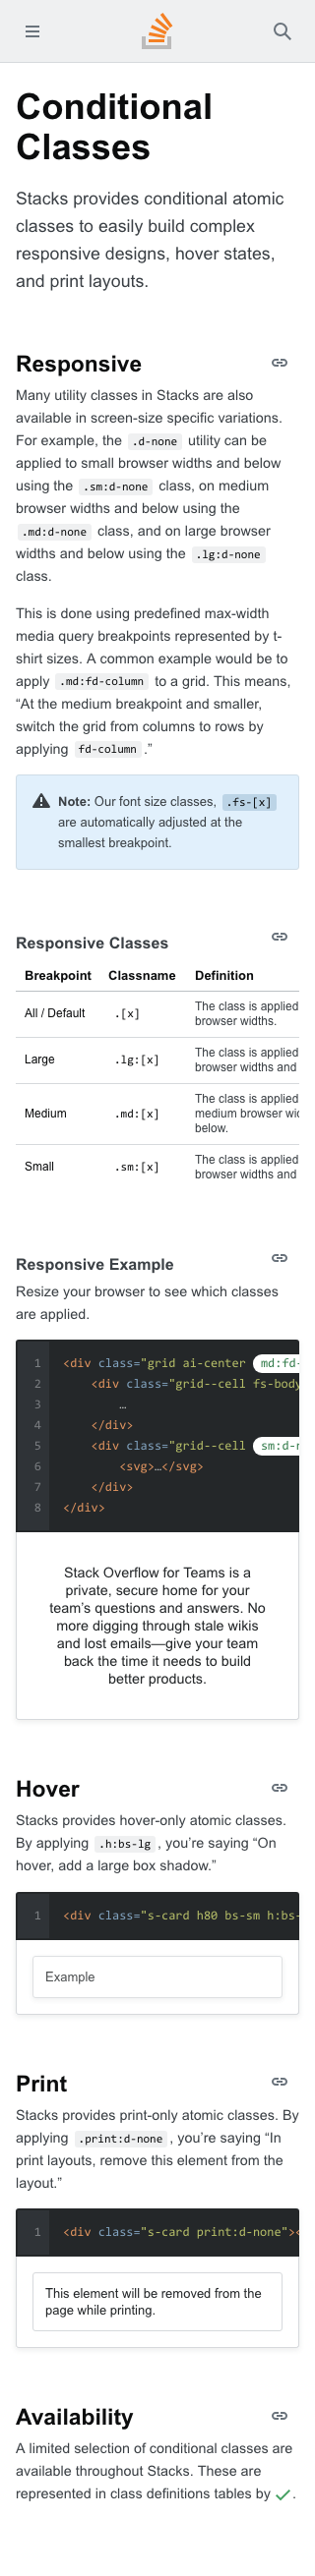 Conditional
Classes
Stacks provides conditional atomic
classes to easily build complex
responsive designs, hover states,
and print layouts.
Responsive
Many utility classes in Stacks are also
available in screen-size specific variations.
For example, the .d-none utility can be
applied to small browser widths and below
using the .sm:d-none class, on medium
browser widths and below using the
.md:d-none class, and on large browser
widths and below using the .lg:d-none
class.
This is done using predefined max-width
media query breakpoints represented by t-
shirt sizes. A common example would be to
apply .md:fd-column to a grid. This means,
“At the medium breakpoint and smaller,
switch the grid from columns to rows by
applying fd-column.”
Note: Our font size classes, .fs-[x]
are automatically adjusted at the
smallest breakpoint.
Responsive Classes
Breakpoint Classname Definition
All / Default .[x] The class is applied
browser widths.
Large .lg:[x] The class is applied
browser widths and
Medium .md:[x] The class is applied
medium browser wi
below.
Small .sm:[x] The class is applied
browser widths and
Responsive Example
Resize your browser to see which classes
are applied.
1 <div class="grid ai-center md:fd-
2 <div class="grid--cell fs-body
3 …
4 </div>
5 <div class="grid--cell sm:d-n
6 <svg>…</svg>
7 </div>
8 </div>
Stack Overflow for Teams is a
private, secure home for your
team’s questions and answers. No
more digging through stale wikis
and lost emails—give your team
back the time it needs to build
better products.
Hover
Stacks provides hover-only atomic classes.
By applying .h:bs-lg, you’re saying “On
hover, add a large box shadow.”
1 <div class="s-card h80 bs-sm h:bs-
Example
Print
Stacks provides print-only atomic classes. By
applying .print:d-none, you’re saying “In
print layouts, remove this element from the
layout.”
1 <div class="s-card print:d-none"><
This element will be removed from the
page while printing.
Availability
A limited selection of conditional classes are
available throughout Stacks. These are
represented in class definitions tables by ✓.